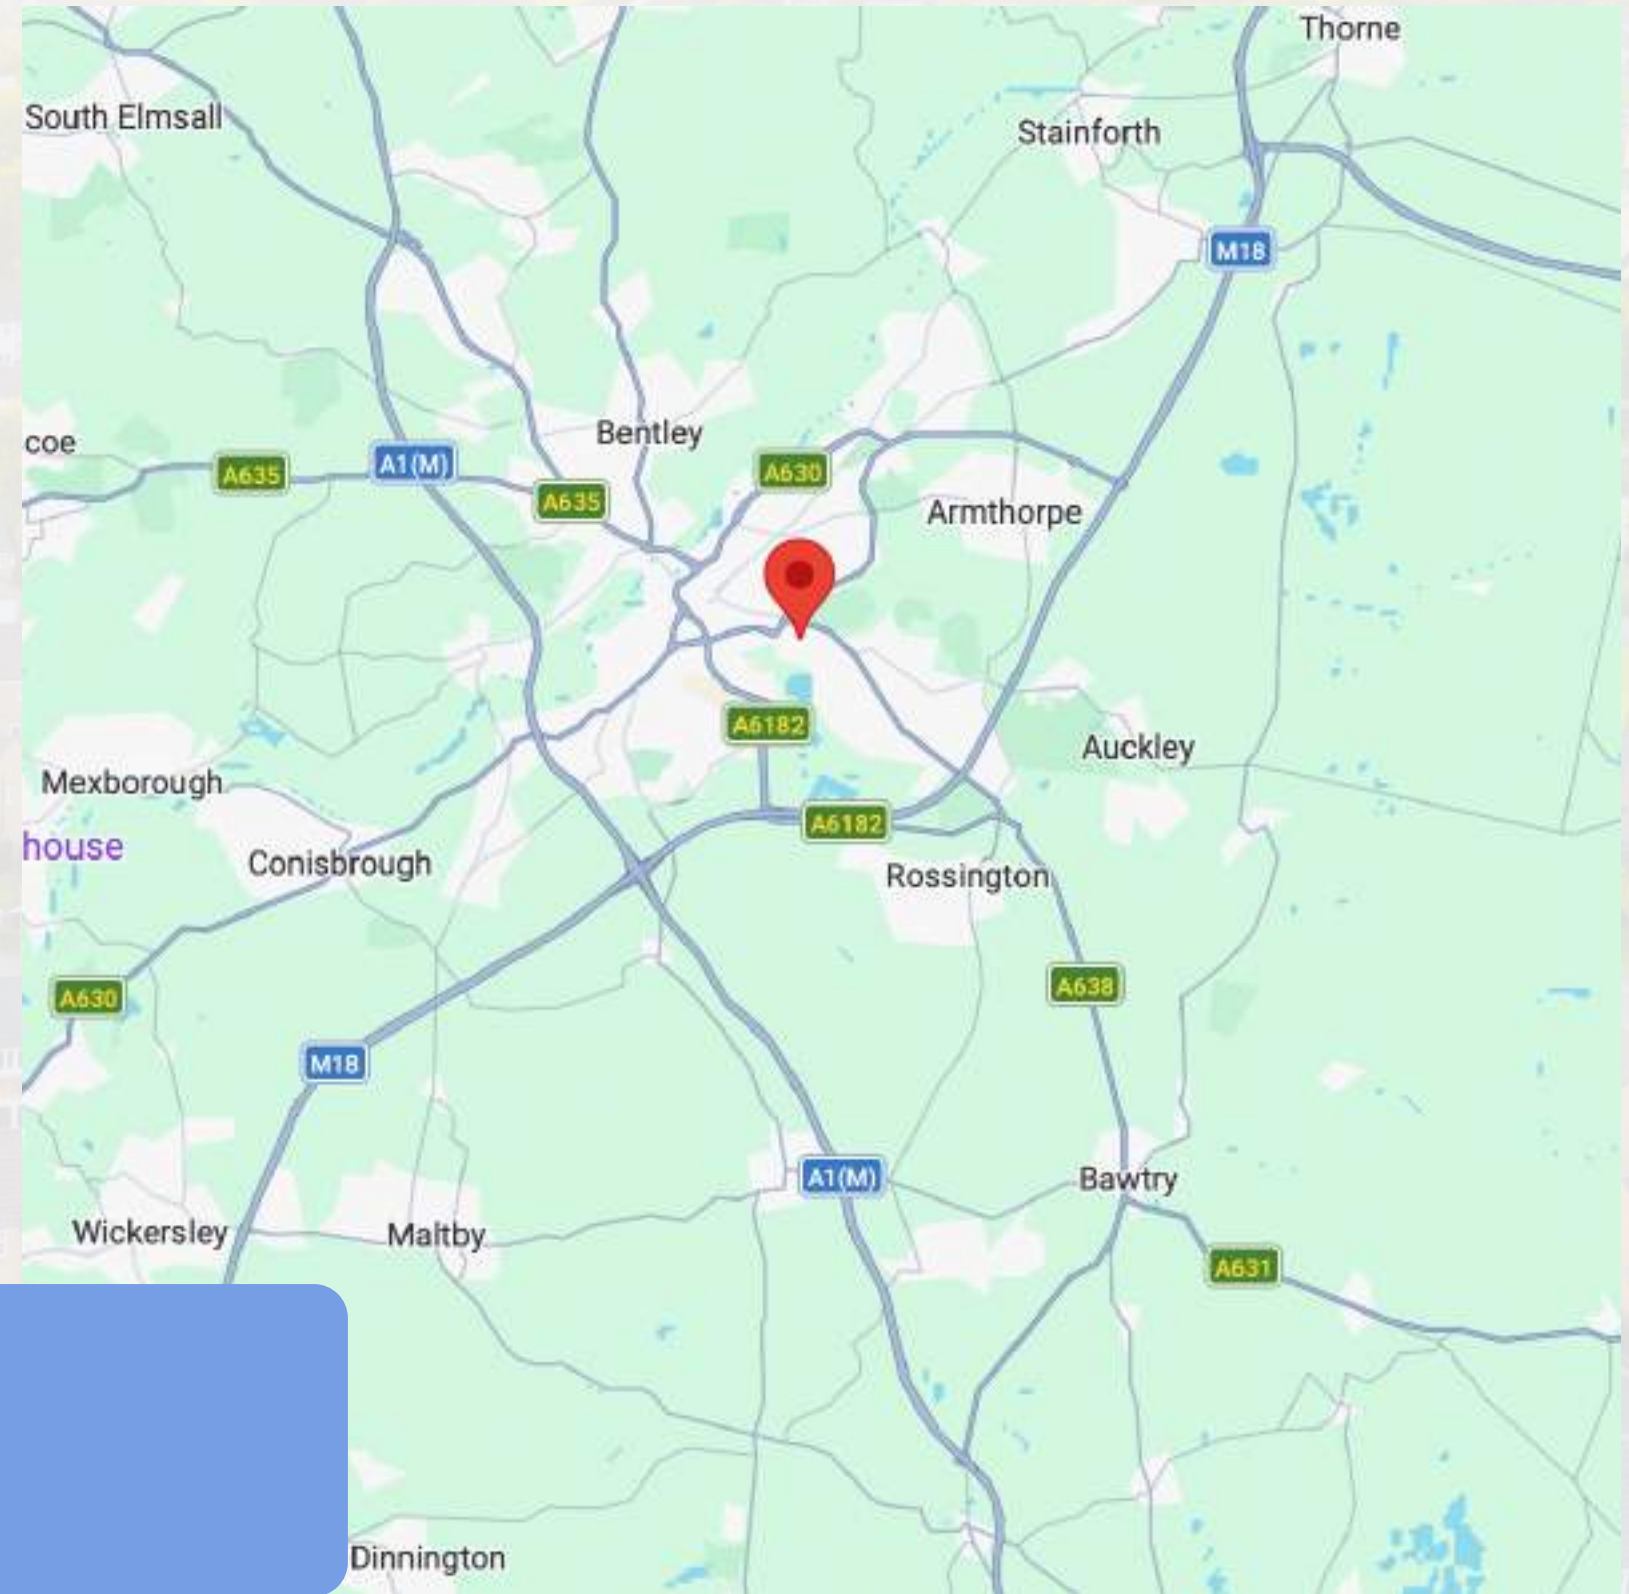 Thorne
South Elmsall
Stainforth
M18
Bentley
coe
A1(M)
A635
A630
A635
Armthorpe
A6182
Auckley
Mexborough
A6182
house
Conisbrough
Rossington
A638
A630
M18
A1(M)
Bawtry
Wickersley
Maltby
A631
Dinnington